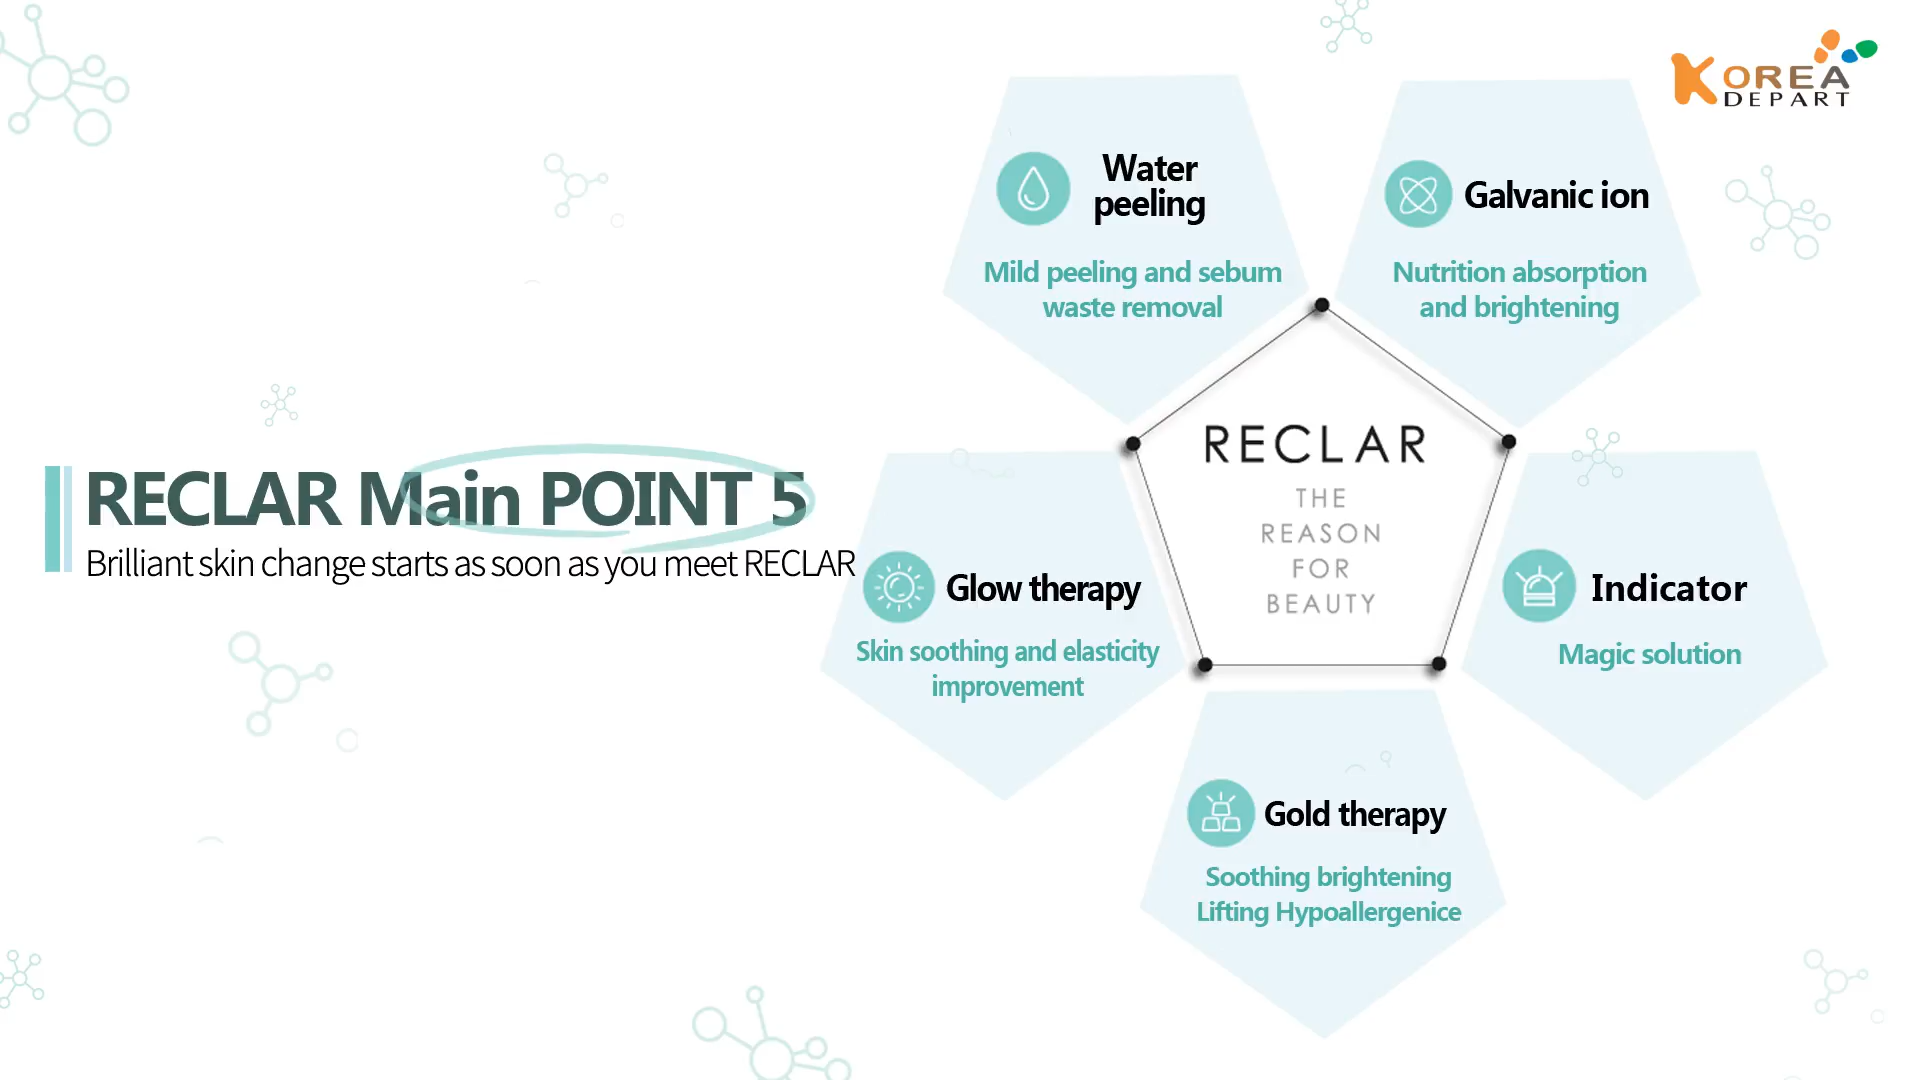 KOREA
DEPART
Water
peeling
Mild peeling and sebum
waste removal
Galvanic ion
Nutrition absorption
and brightening
RECLAR
THE
REASON
FOR
BEAUTY
RECLAR Main POINT 5
Brilliant skin change starts as soon as you meet RECLAR
Glow therapy
Skin soothing and elasticity
improvement
Indicator
Magic solution
Gold therapy
Soothing brightening
Lifting Hypoallergenice